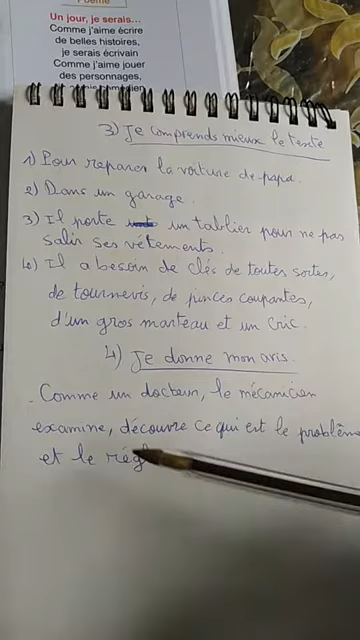 Poème
Un jour, je serais...
Comme j'aime écrire
de belles histoires,
je serais écrivain
Comme j'aime jouer
des personnages,
3) Je comprends mieux le texte
1) Pour reparer la voiture de papa.
2) Dans un garage.
3) Il porte un tablier pour ne pas
salir ses vêtements.
4) Il a besoin de clés de toutes sortes,
de tournevis, de pinces coupantes,
d'un gros marteau et un cric.
4) Je donne mon avis.
. Comme un docteur, le mécanicien
examine, découvre ce qui est le problème
et le règl